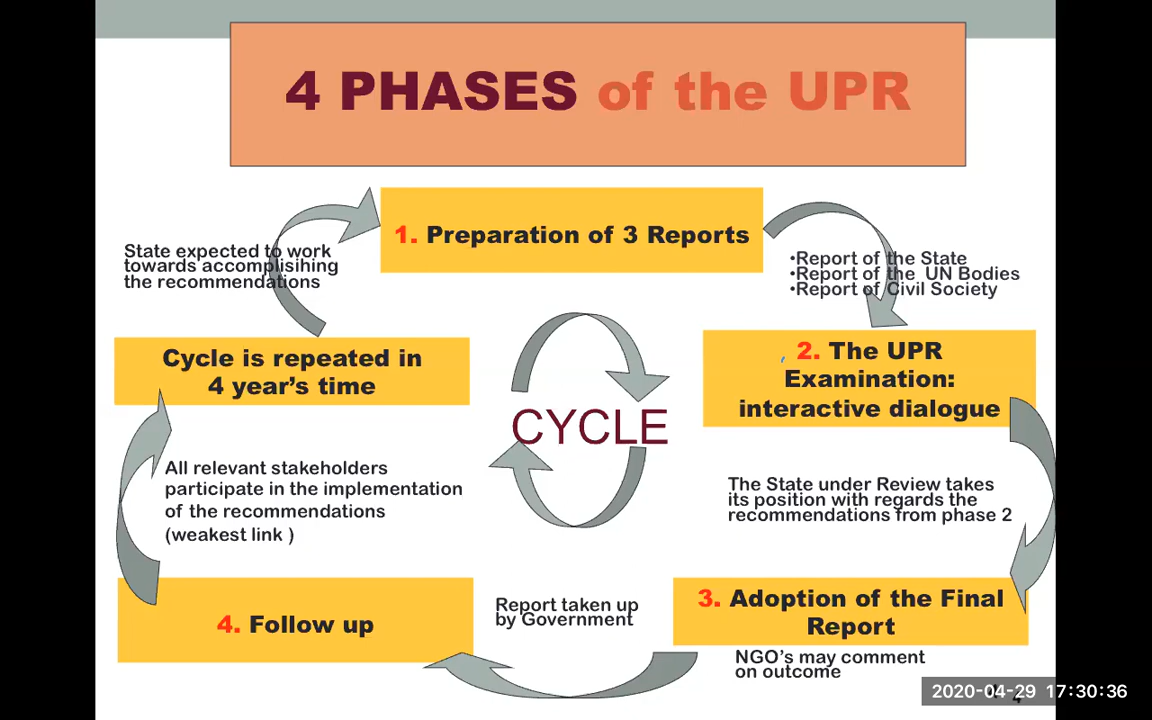 4 PHASES of the UPR
1. Preparation of 3 Reports
•Report of the State
•Report of the UN Bodies
•Report of Civil Society
2. The UPR
Examination:
interactive dialogue
The State under Review takes
its position with regards the
recommendations from phase 2
3. Adoption of the Final
Report
NGO's may comment
on outcome
Report taken up
by Government
4. Follow up
All relevant stakeholders
participate in the implementation
of the recommendations
(weakest link )
Cycle is repeated in
4 year's time
State expected to work
towards accomplisihing
the recommendations
CYCLE
2020-04-29 17:30:36